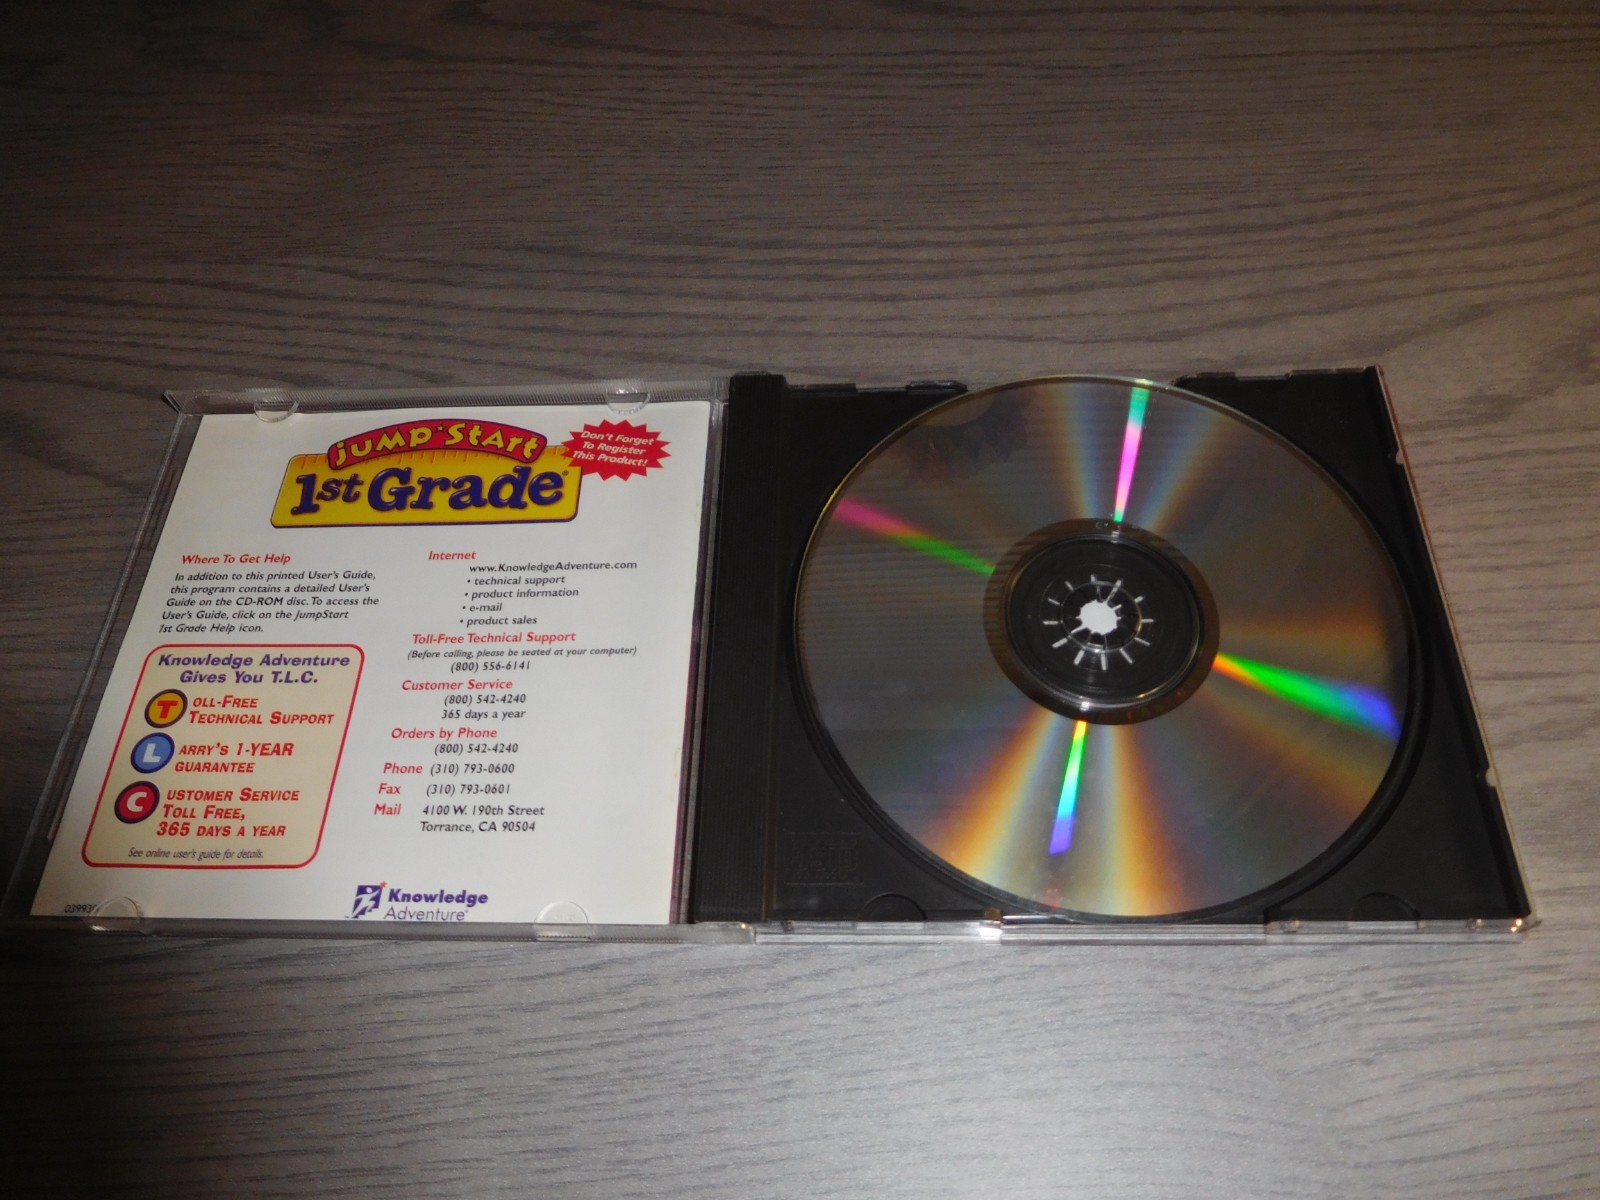 JumpStart
1st Grade®
Don't Forget
To Register
This Product!
Where To Get Help
In addition to this printed User's Guide,
this program contains a detailed User's
Guide on the CD-ROM disc. To access the
User's Guide, click on the JumpStart
1st Grade Help icon.
Knowledge Adventure
Gives You T.L.C.
TOLL-FREE
TECHNICAL SUPPORT
LARRY'S 1-YEAR
GUARANTEE
CUSTOMER SERVICE
TOLL FREE,
365 DAYS A YEAR
See online user's guide for details.
Internet
www.KnowledgeAdventure.com
• technical support
• product information
• e-mail
• product sales
Toll-Free Technical Support
(Before calling, please be seated at your computer)
(800) 556-6141
Customer Service
(800) 542-4240
365 days a year
Orders by Phone
(800) 542-4240
Phone (310) 793-0600
Fax (310) 793-0601
Mail 4100 W. 190th Street
Torrance, CA 90504
Knowledge
Adventure®